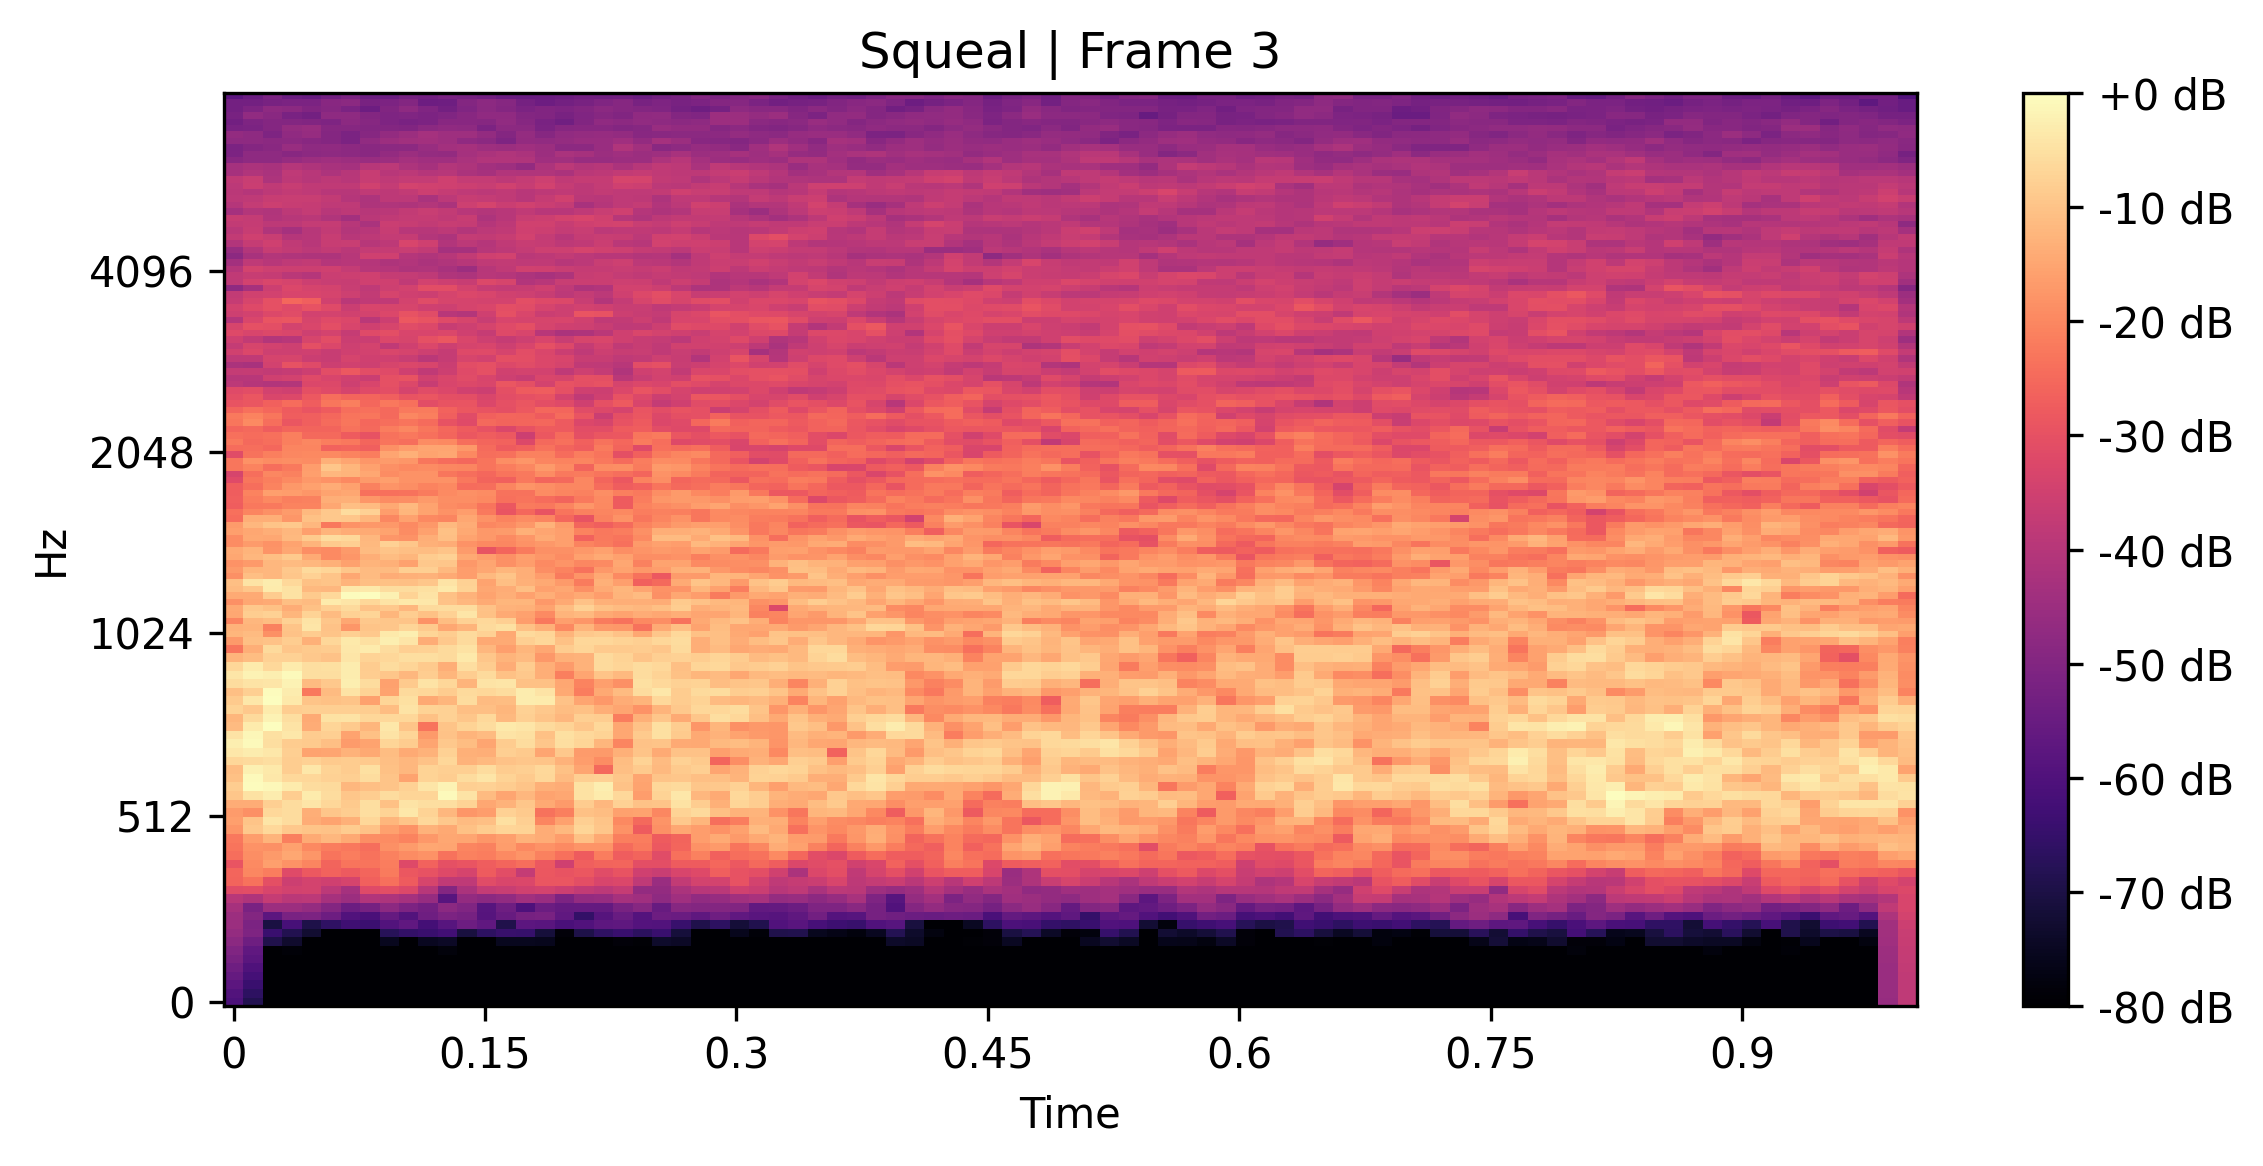 Squeal | Frame 3
Hz
4096
2048
1024
512
0
0 0.15 0.3 0.45 0.6 0.75 0.9
Time
+0 dB
-10 dB
-20 dB
-30 dB
-40 dB
-50 dB
-60 dB
-70 dB
-80 dB